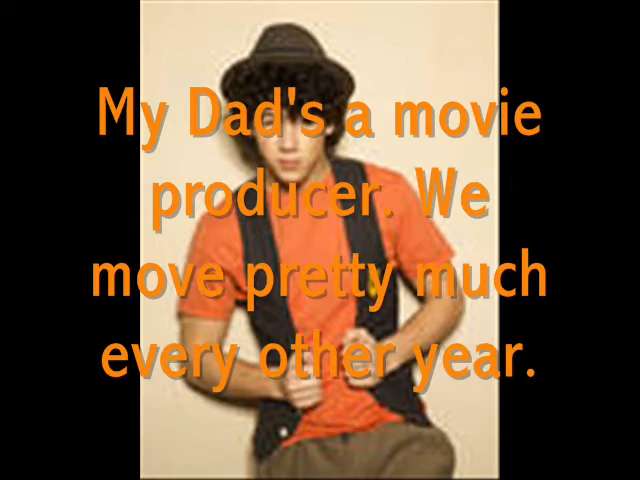 My Dad's a movie
producer. We
move pretty much
every other year.